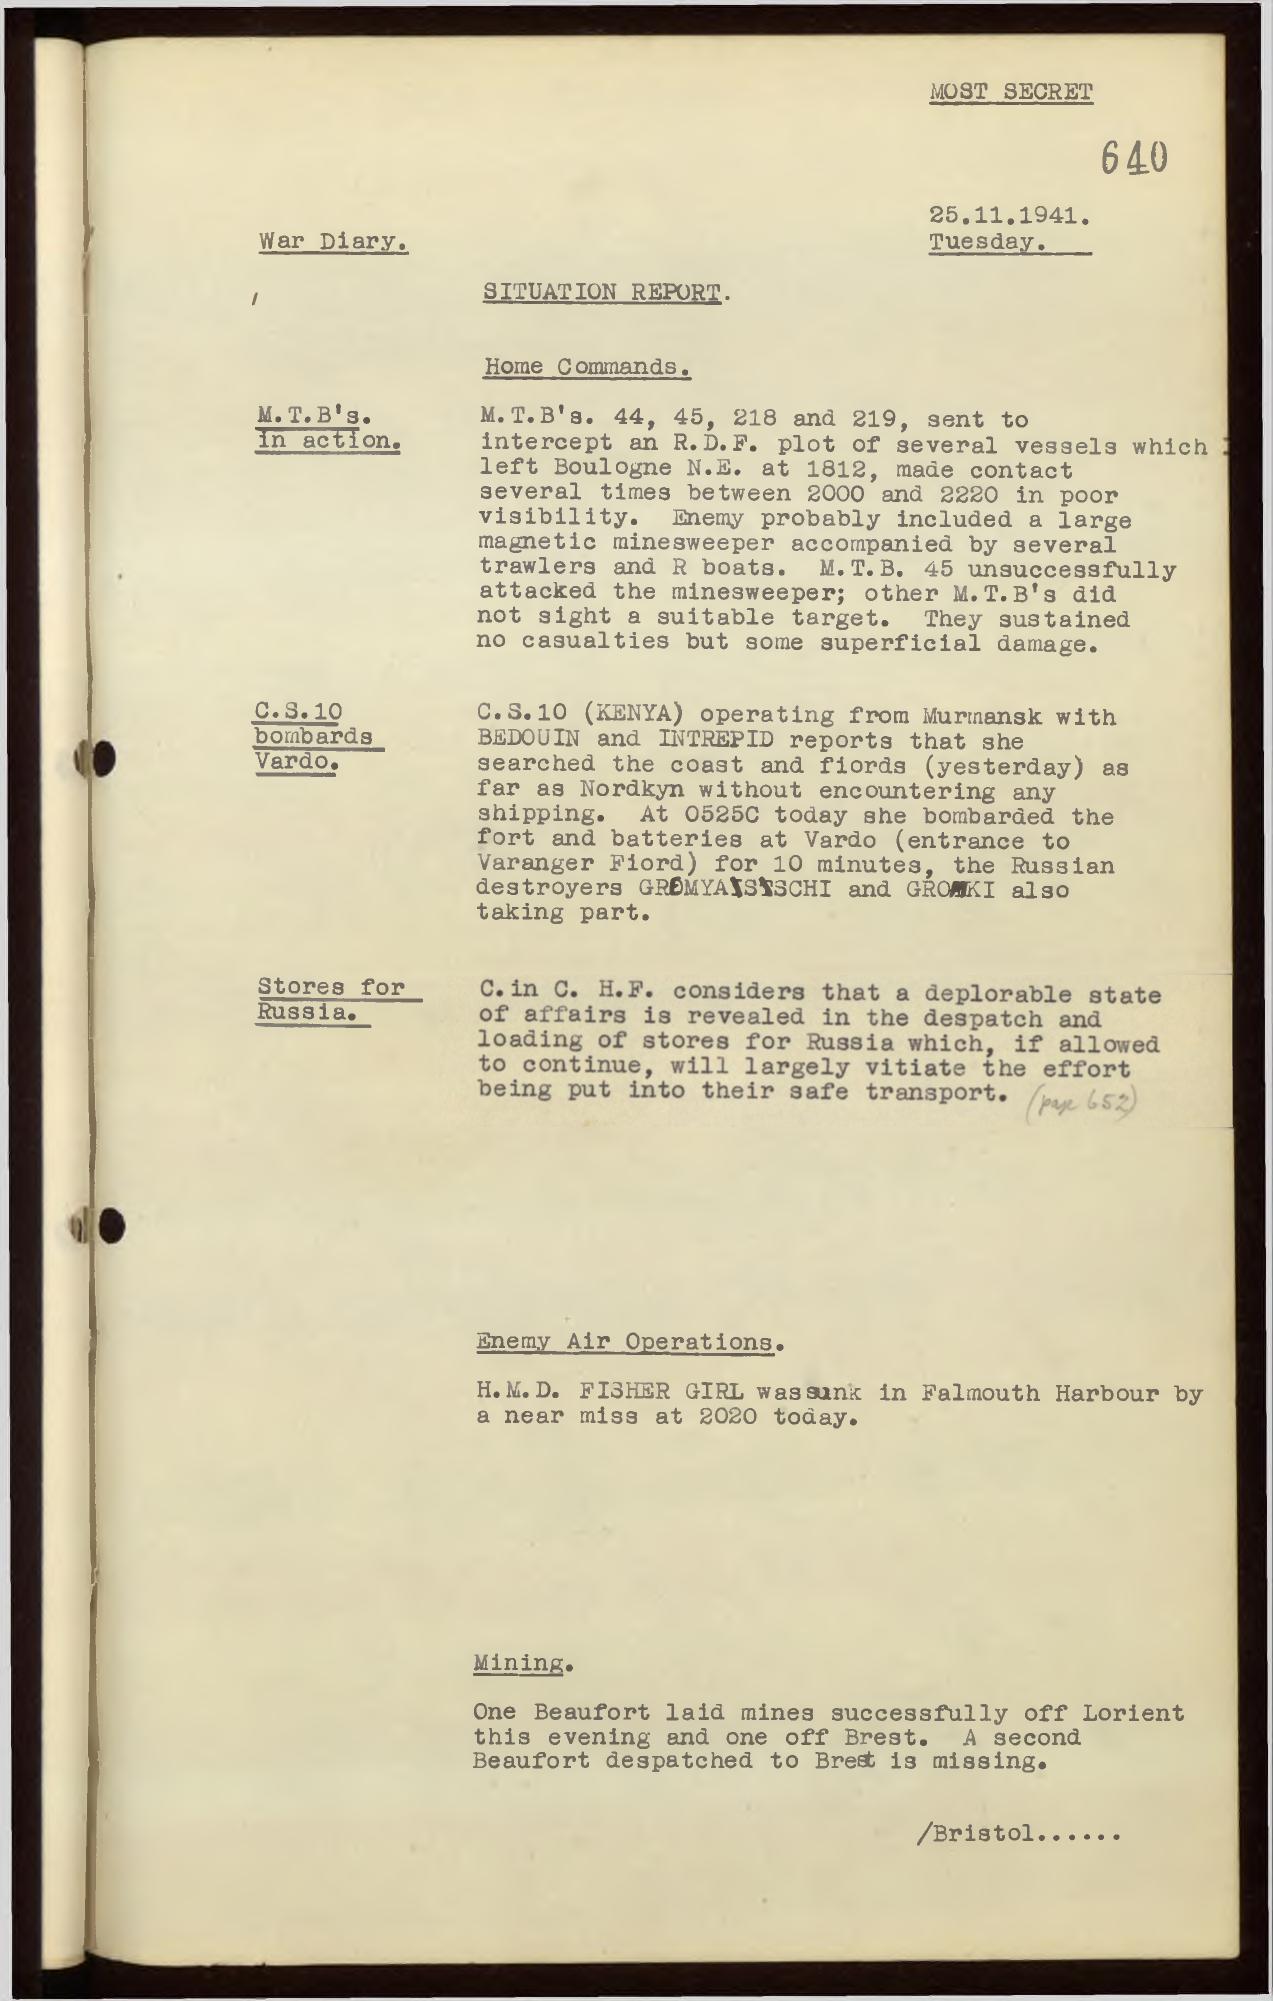 MOST SECRET
640
25.11.1941.
Tuesday.
War Diary.
SITUATION REPORT.
Home Commands.
M.T.B's.
in action.
M.T.B's. 44, 45, 218 and 219, sent to
intercept an R.D.F. plot of several vessels which
left Boulogne N.E. at 1812, made contact
several times between 2000 and 2220 in poor
visibility. Enemy probably included a large
magnetic minesweeper accompanied by several
trawlers and R boats. M.T.B. 45 unsuccessfully
attacked the minesweeper; other M.T.B's did
not sight a suitable target. They sustained
no casualties but some superficial damage.
C.S.10
bombards
Vardo.
C.S.10 (KENYA) operating from Murmansk with
BEDOUIN and INTREPID reports that she
searched the coast and fiords (yesterday) as
far as Nordkyn without encountering any
shipping. At 0525C today she bombarded the
fort and batteries at Vardo (entrance to
Varanger Fiord) for 10 minutes, the Russian
destroyers and also
taking part.
Stores for
Russia.
C.in C. H.F. considers that a deplorable state
of affairs is revealed in the despatch and
loading of stores for Russia which, if allowed
to continue, will largely vitiate the effort
being put into their safe transport. (page 652)
Enemy Air Operations.
H.M.D. FISHER GIRL was sunk in Falmouth Harbour by
a near miss at 2020 today.
Mining.
One Beaufort laid mines successfully off Lorient
this evening and one off Brest. A second
Beaufort despatched to Brest is missing.
/Bristol......